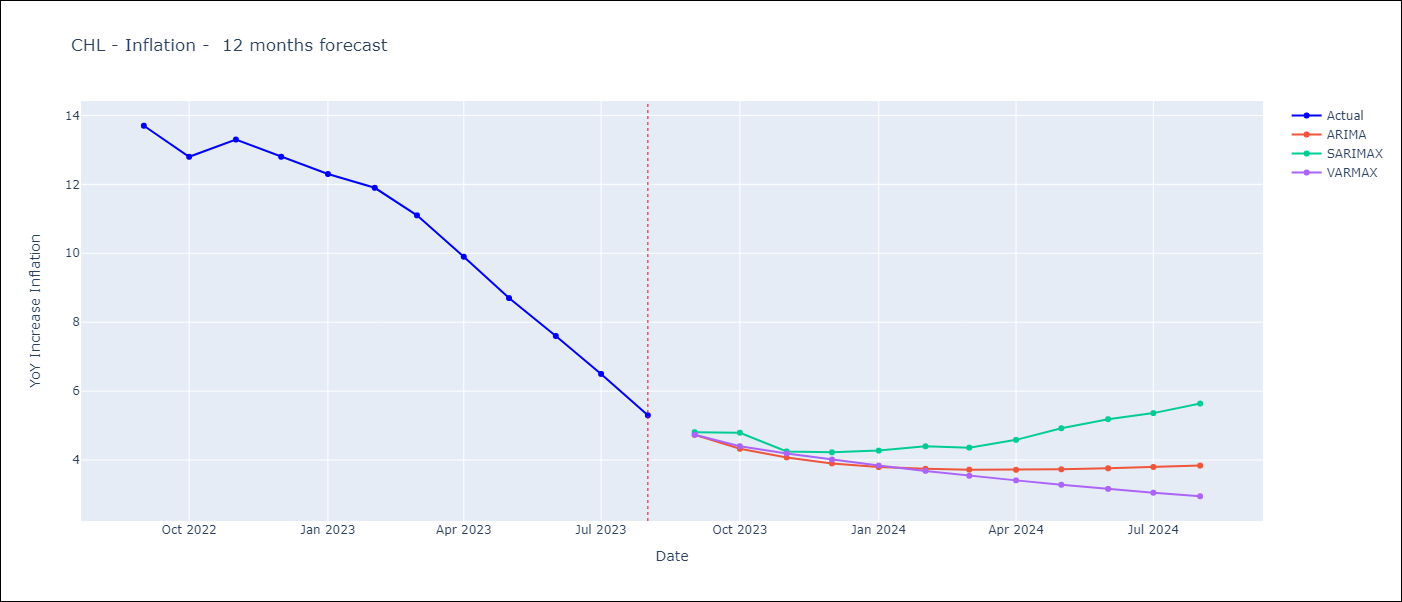 CHL - Inflation -  12 months forecast
Actual
ARIMA
SARIMAX
VARMAX
YoY Increase Inflation
14
12
10
8
6
4
Oct 2022 Jan 2023 Apr 2023 Jul 2023 Oct 2023 Jan 2024 Apr 2024 Jul 2024
Date